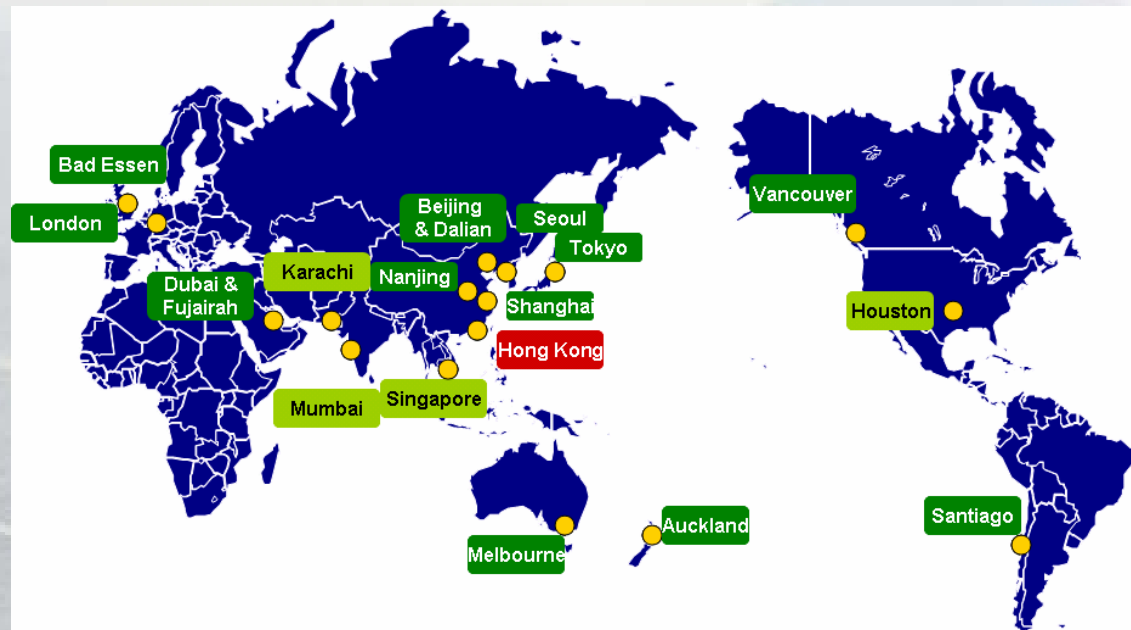 Bad Essen
London
Beijing
& Dalian
Seoul
Tokyo
Vancouver
Karachi
Nanjing
Dubai &
Fujairah
Shanghai
Houston
Hong Kong
Mumbai
Singapore
Santiago
Auckland
Melbourne